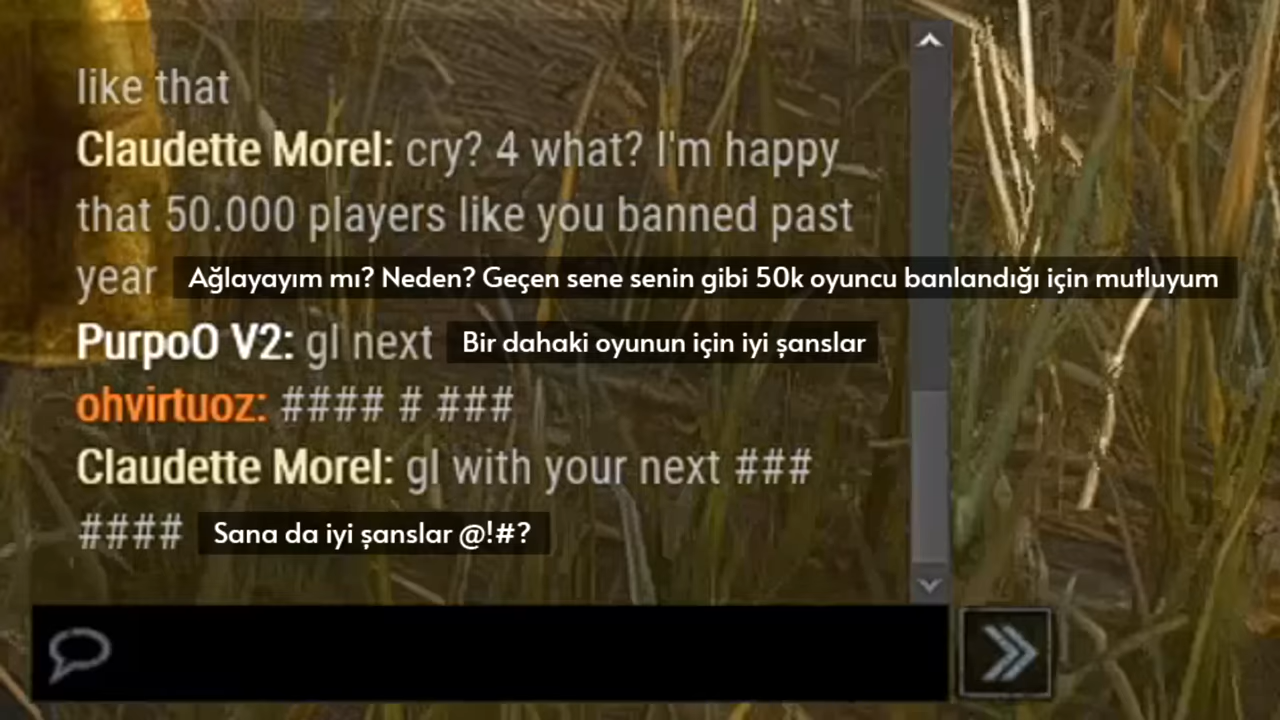 like that
Claudette Morel: cry? 4 what? I'm happy
that 50.000 players like you banned past
year Ağlayayım mı? Neden? Geçen sene senin gibi 50k oyuncu banlandığı için mutluyum
PurpoO V2: gl next Bir dahaki oyunun için iyi şanslar
ohvirtuoz: #### # ###
Claudette Morel: gl with your next ###
#### Sana da iyi şanslar @!#?